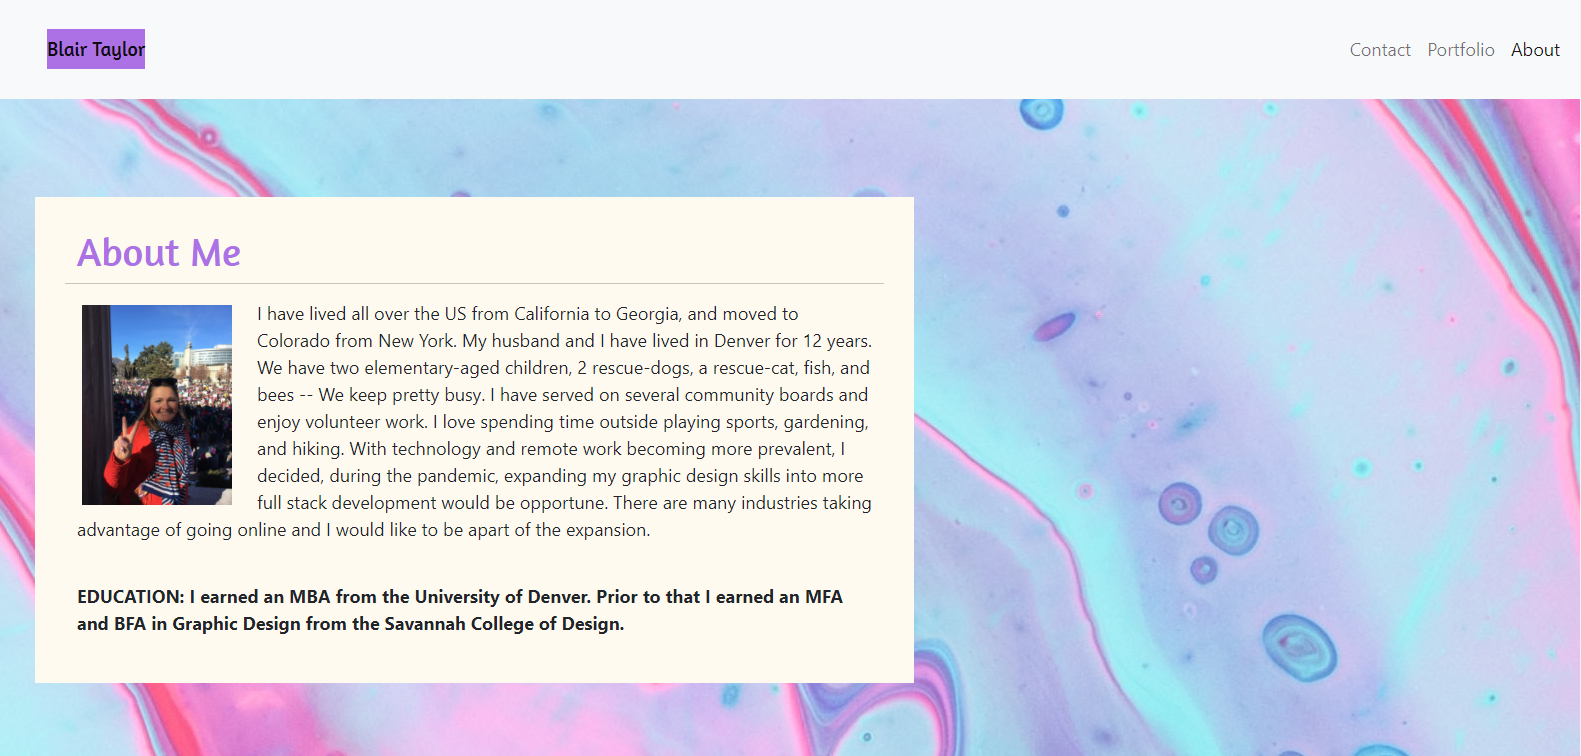 Blair Taylor
Contact Portfolio About
About Me
I have lived all over the US from California to Georgia, and moved to
Colorado from New York. My husband and I have lived in Denver for 12 years.
We have two elementary-aged children, 2 rescue-dogs, a rescue-cat, fish, and
bees -- We keep pretty busy. I have served on several community boards and
enjoy volunteer work. I love spending time outside playing sports, gardening,
and hiking. With technology and remote work becoming more prevalent, I
decided, during the pandemic, expanding my graphic design skills into more
full stack development would be opportune. There are many industries taking
advantage of going online and I would like to be apart of the expansion.
EDUCATION: I earned an MBA from the University of Denver. Prior to that I earned an MFA
and BFA in Graphic Design from the Savannah College of Design.